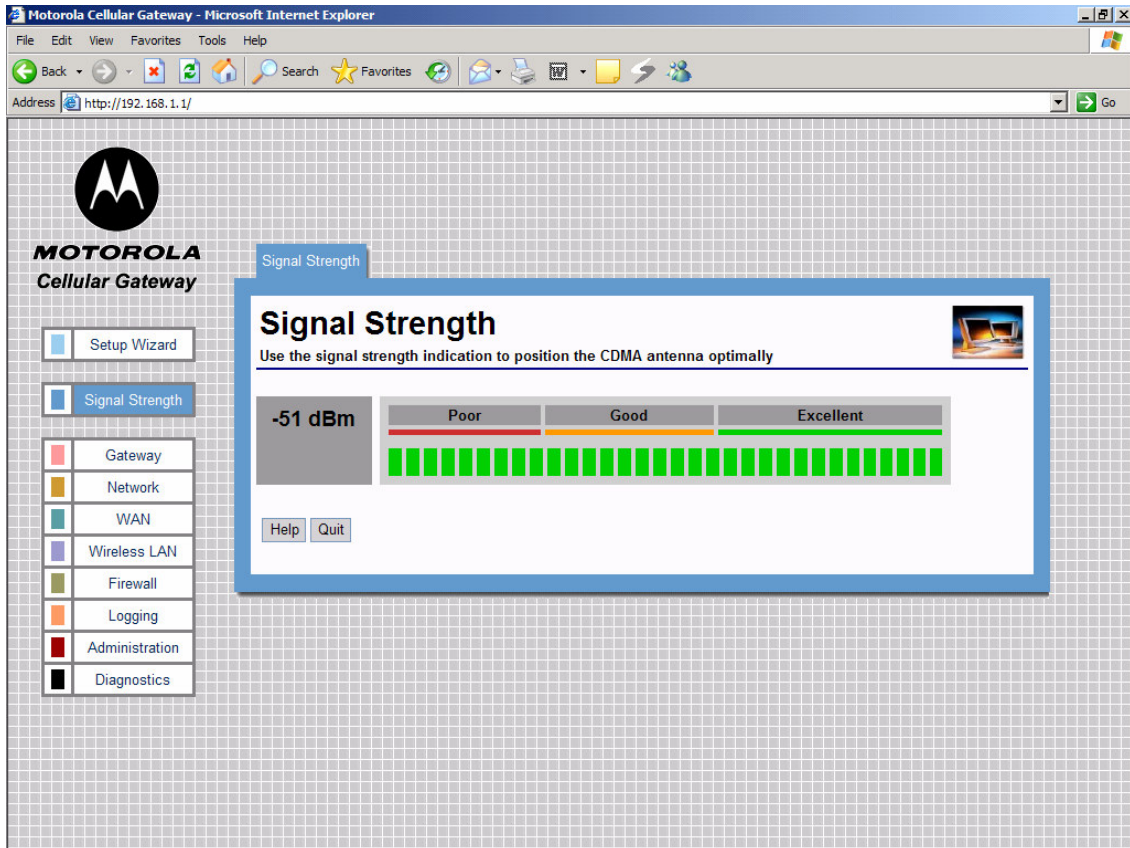 Motorola Cellular Gateway - Microsoft Internet Explorer
File Edit View Favorites Tools Help
Back Search Favorites
Address http://192.168.1.1/ Go
MOTOROLA
Cellular Gateway
Setup Wizard
Signal Strength
Gateway
Network
WAN
Wireless LAN
Firewall
Logging
Administration
Diagnostics
Signal Strength
Signal Strength
Use the signal strength indication to position the CDMA antenna optimally
-51 dBm
Poor Good Excellent
Help Quit